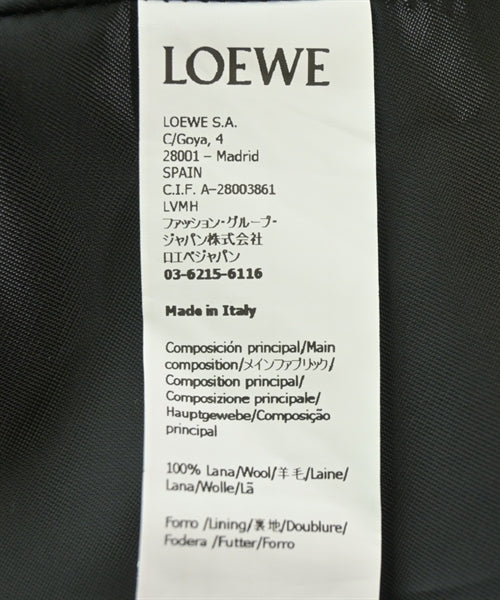 LOEWE
LOEWE S.A.
C/Goya, 4
28001 – Madrid
SPAIN
C.I.F. A-28003861
LVMH
ファッション・グループ・
ジャパン株式会社
ロエベジャパン
03-6215-6116
Made in Italy
Composición principal/Main
composition/メインファブリック/
Composition principal/
Composizione principale/
Hauptgewebe/Composição
principal
100% Lana/Wool/羊毛/Laine/
Lana/Wolle/Lã
Forro /Lining/裏地/Doublure/
Fodera /Futter/Forro